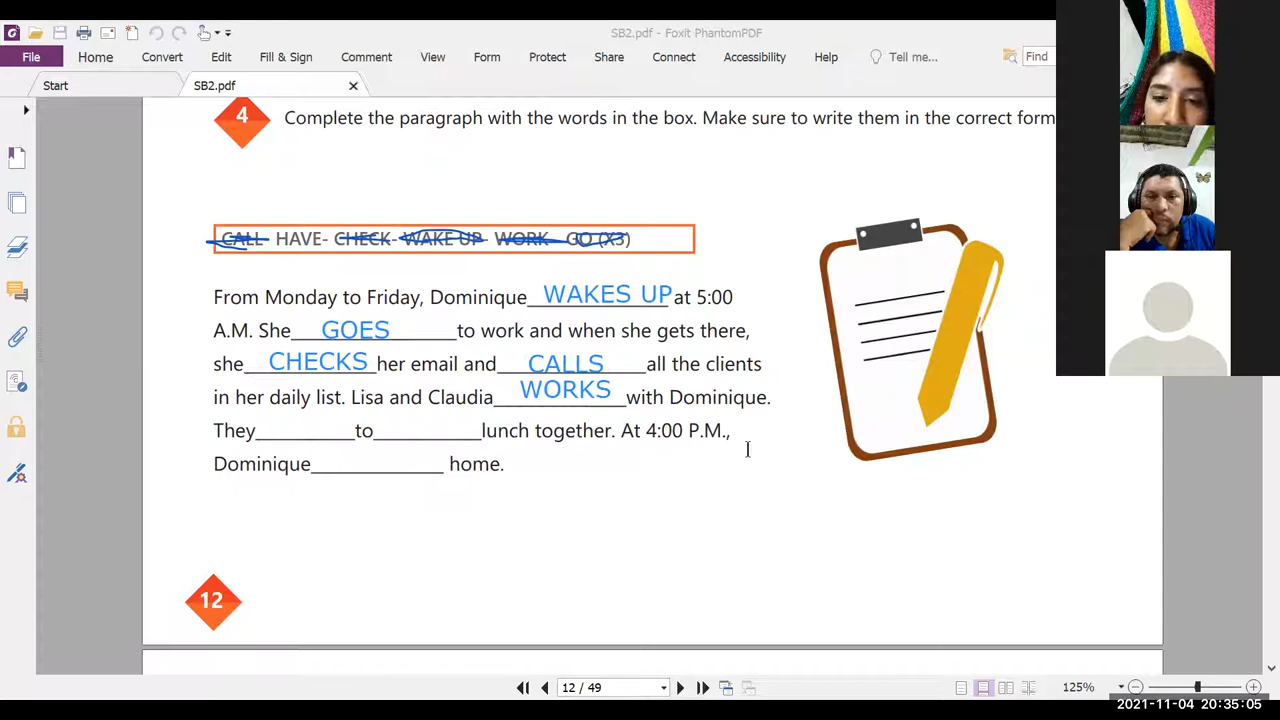 SB2.pdf - Foxit PhantomPDF
File Home Convert Edit Fill & Sign Comment View Form Protect Share Connect Accessibility Help Tell me... Find
Start SB2.pdf
4 Complete the paragraph with the words in the box. Make sure to write them in the correct form
CALL- HAVE- CHECK- WAKE UP- WORK- GO (X3)
From Monday to Friday, Dominique WAKES UP at 5:00
A.M. She GOES to work and when she gets there,
she CHECKS her email and CALLS all the clients
in her daily list. Lisa and Claudia WORKS with Dominique.
They__________to___________lunch together. At 4:00 P.M.,
Dominique_____________ home.
12
12 / 49 125%
2021-11-04 20:35:05